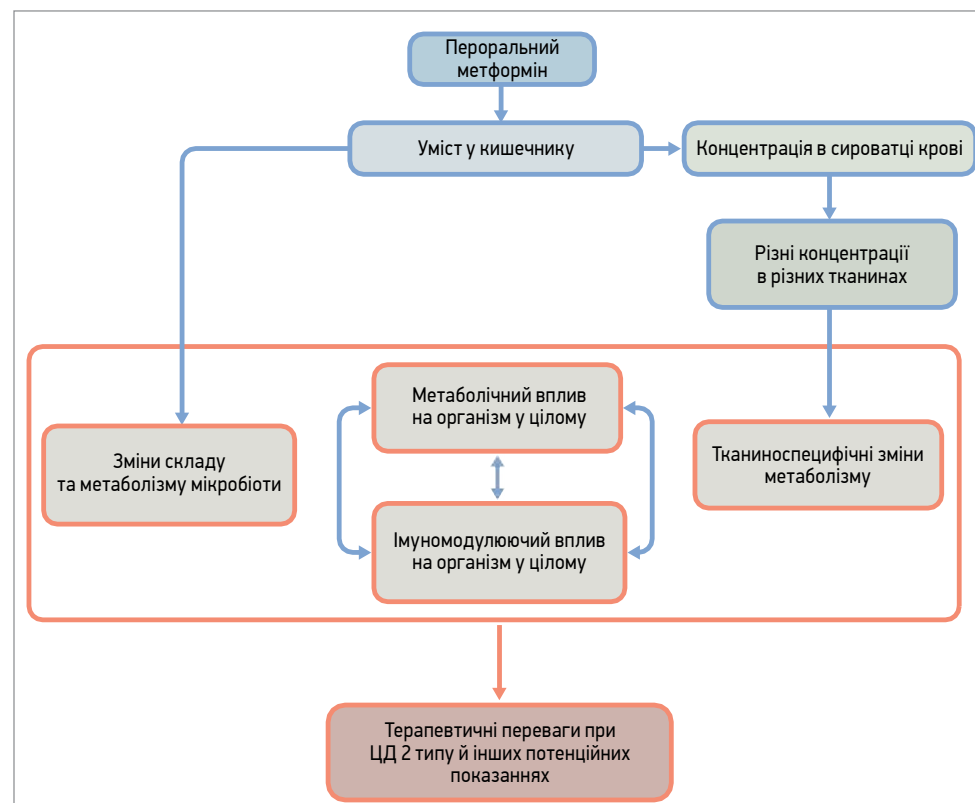 Пероральний
метформін
Уміст у кишечнику
Концентрація в сироватці крові
Різні концентрації
в різних тканинах
Метаболічний вплив
на організм у цілому
Зміни складу
та метаболізму мікробіоти
Тканиноспецифічні зміни
метаболізму
Імуномодулюючий вплив
на організм у цілому
Терапевтичні переваги при
ЦД 2 типу й інших потенційних
показаннях